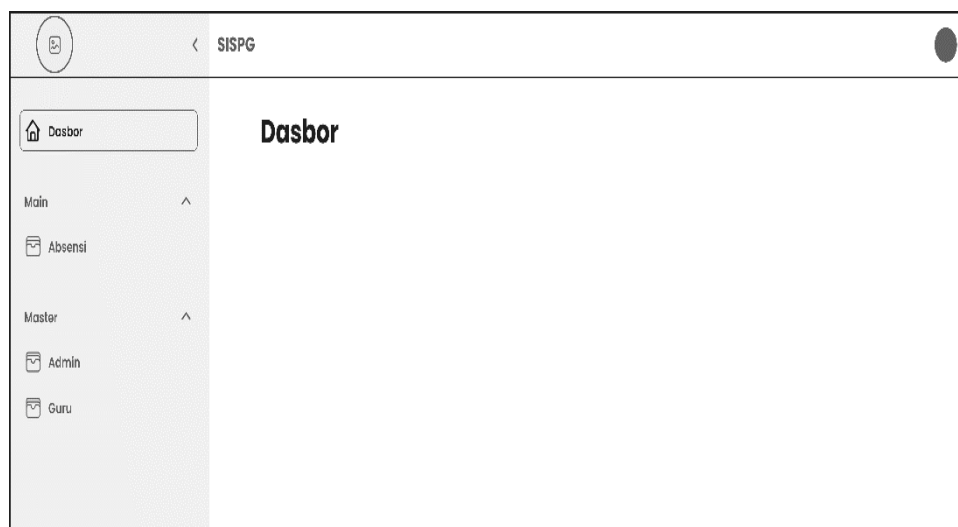 SISPG
Dasbor
Dasbor
Main
Absensi
Master
Admin
Guru